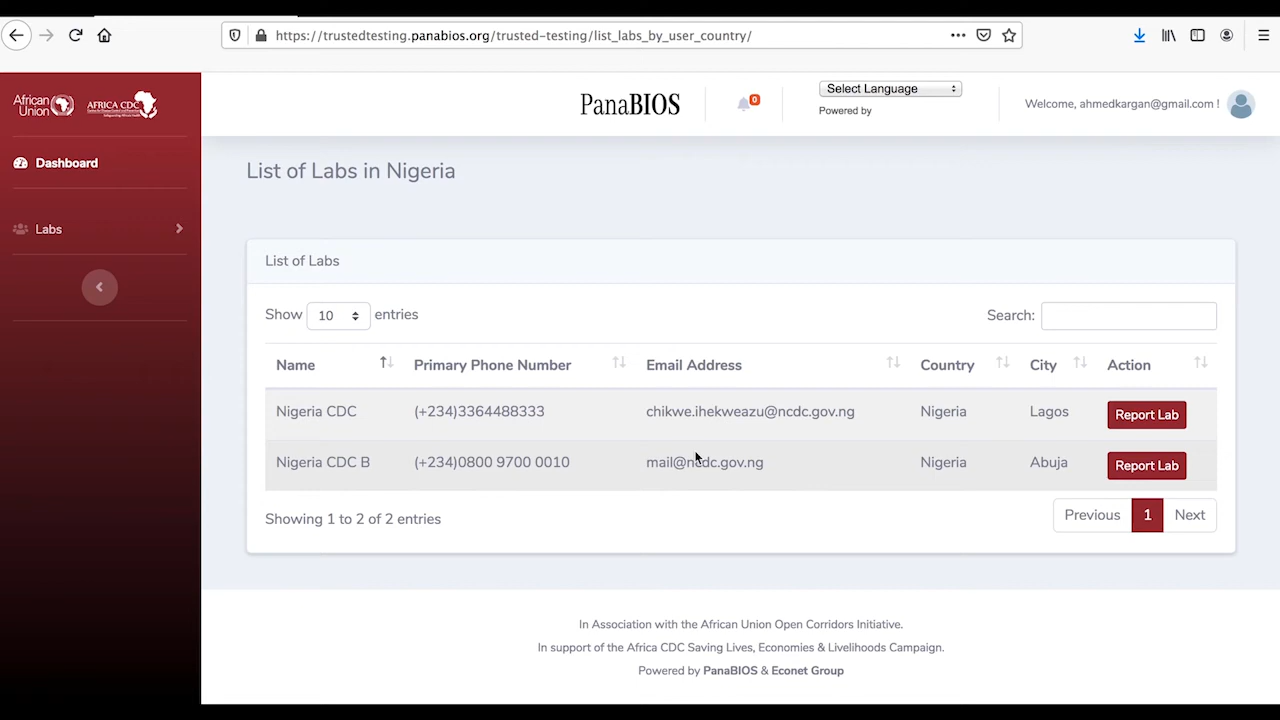 https://trustedtesting.panabios.org/trusted-testing/list_labs_by_user_country/
African
Union
AFRICA CDC
PanaBIOS
0
Select Language
Powered by
Welcome, ahmedkargan@gmail.com !
Dashboard
Labs
List of Labs in Nigeria
List of Labs
Show 10 entries
Search:
Name Primary Phone Number Email Address Country City Action
Nigeria CDC (+234)3364488333 chikwe.ihekweazu@ncdc.gov.ng Nigeria Lagos Report Lab
Nigeria CDC B (+234)0800 9700 0010 mail@ncdc.gov.ng Nigeria Abuja Report Lab
Showing 1 to 2 of 2 entries
Previous 1 Next
In Association with the African Union Open Corridors Initiative.
In support of the Africa CDC Saving Lives, Economies & Livelihoods Campaign.
Powered by PanaBIOS & Econet Group